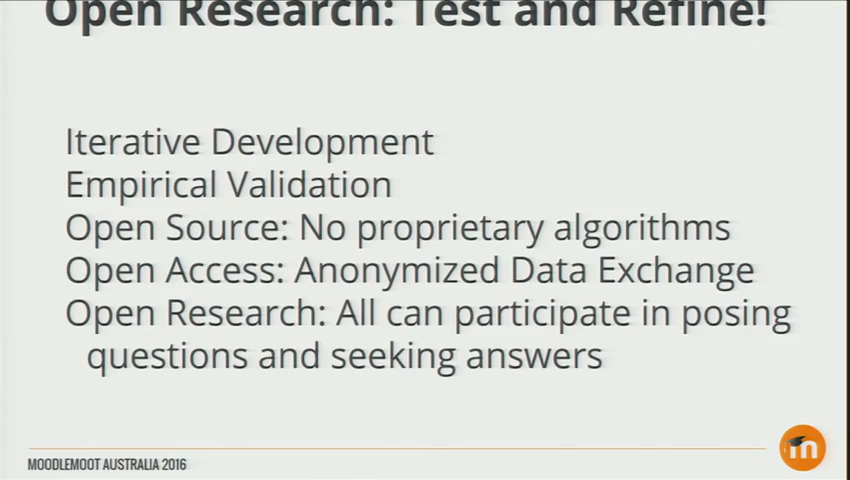 Open Research: Test and Refine!
Iterative Development
Empirical Validation
Open Source: No proprietary algorithms
Open Access: Anonymized Data Exchange
Open Research: All can participate in posing
questions and seeking answers
MOODLEMOOT AUSTRALIA 2016
m